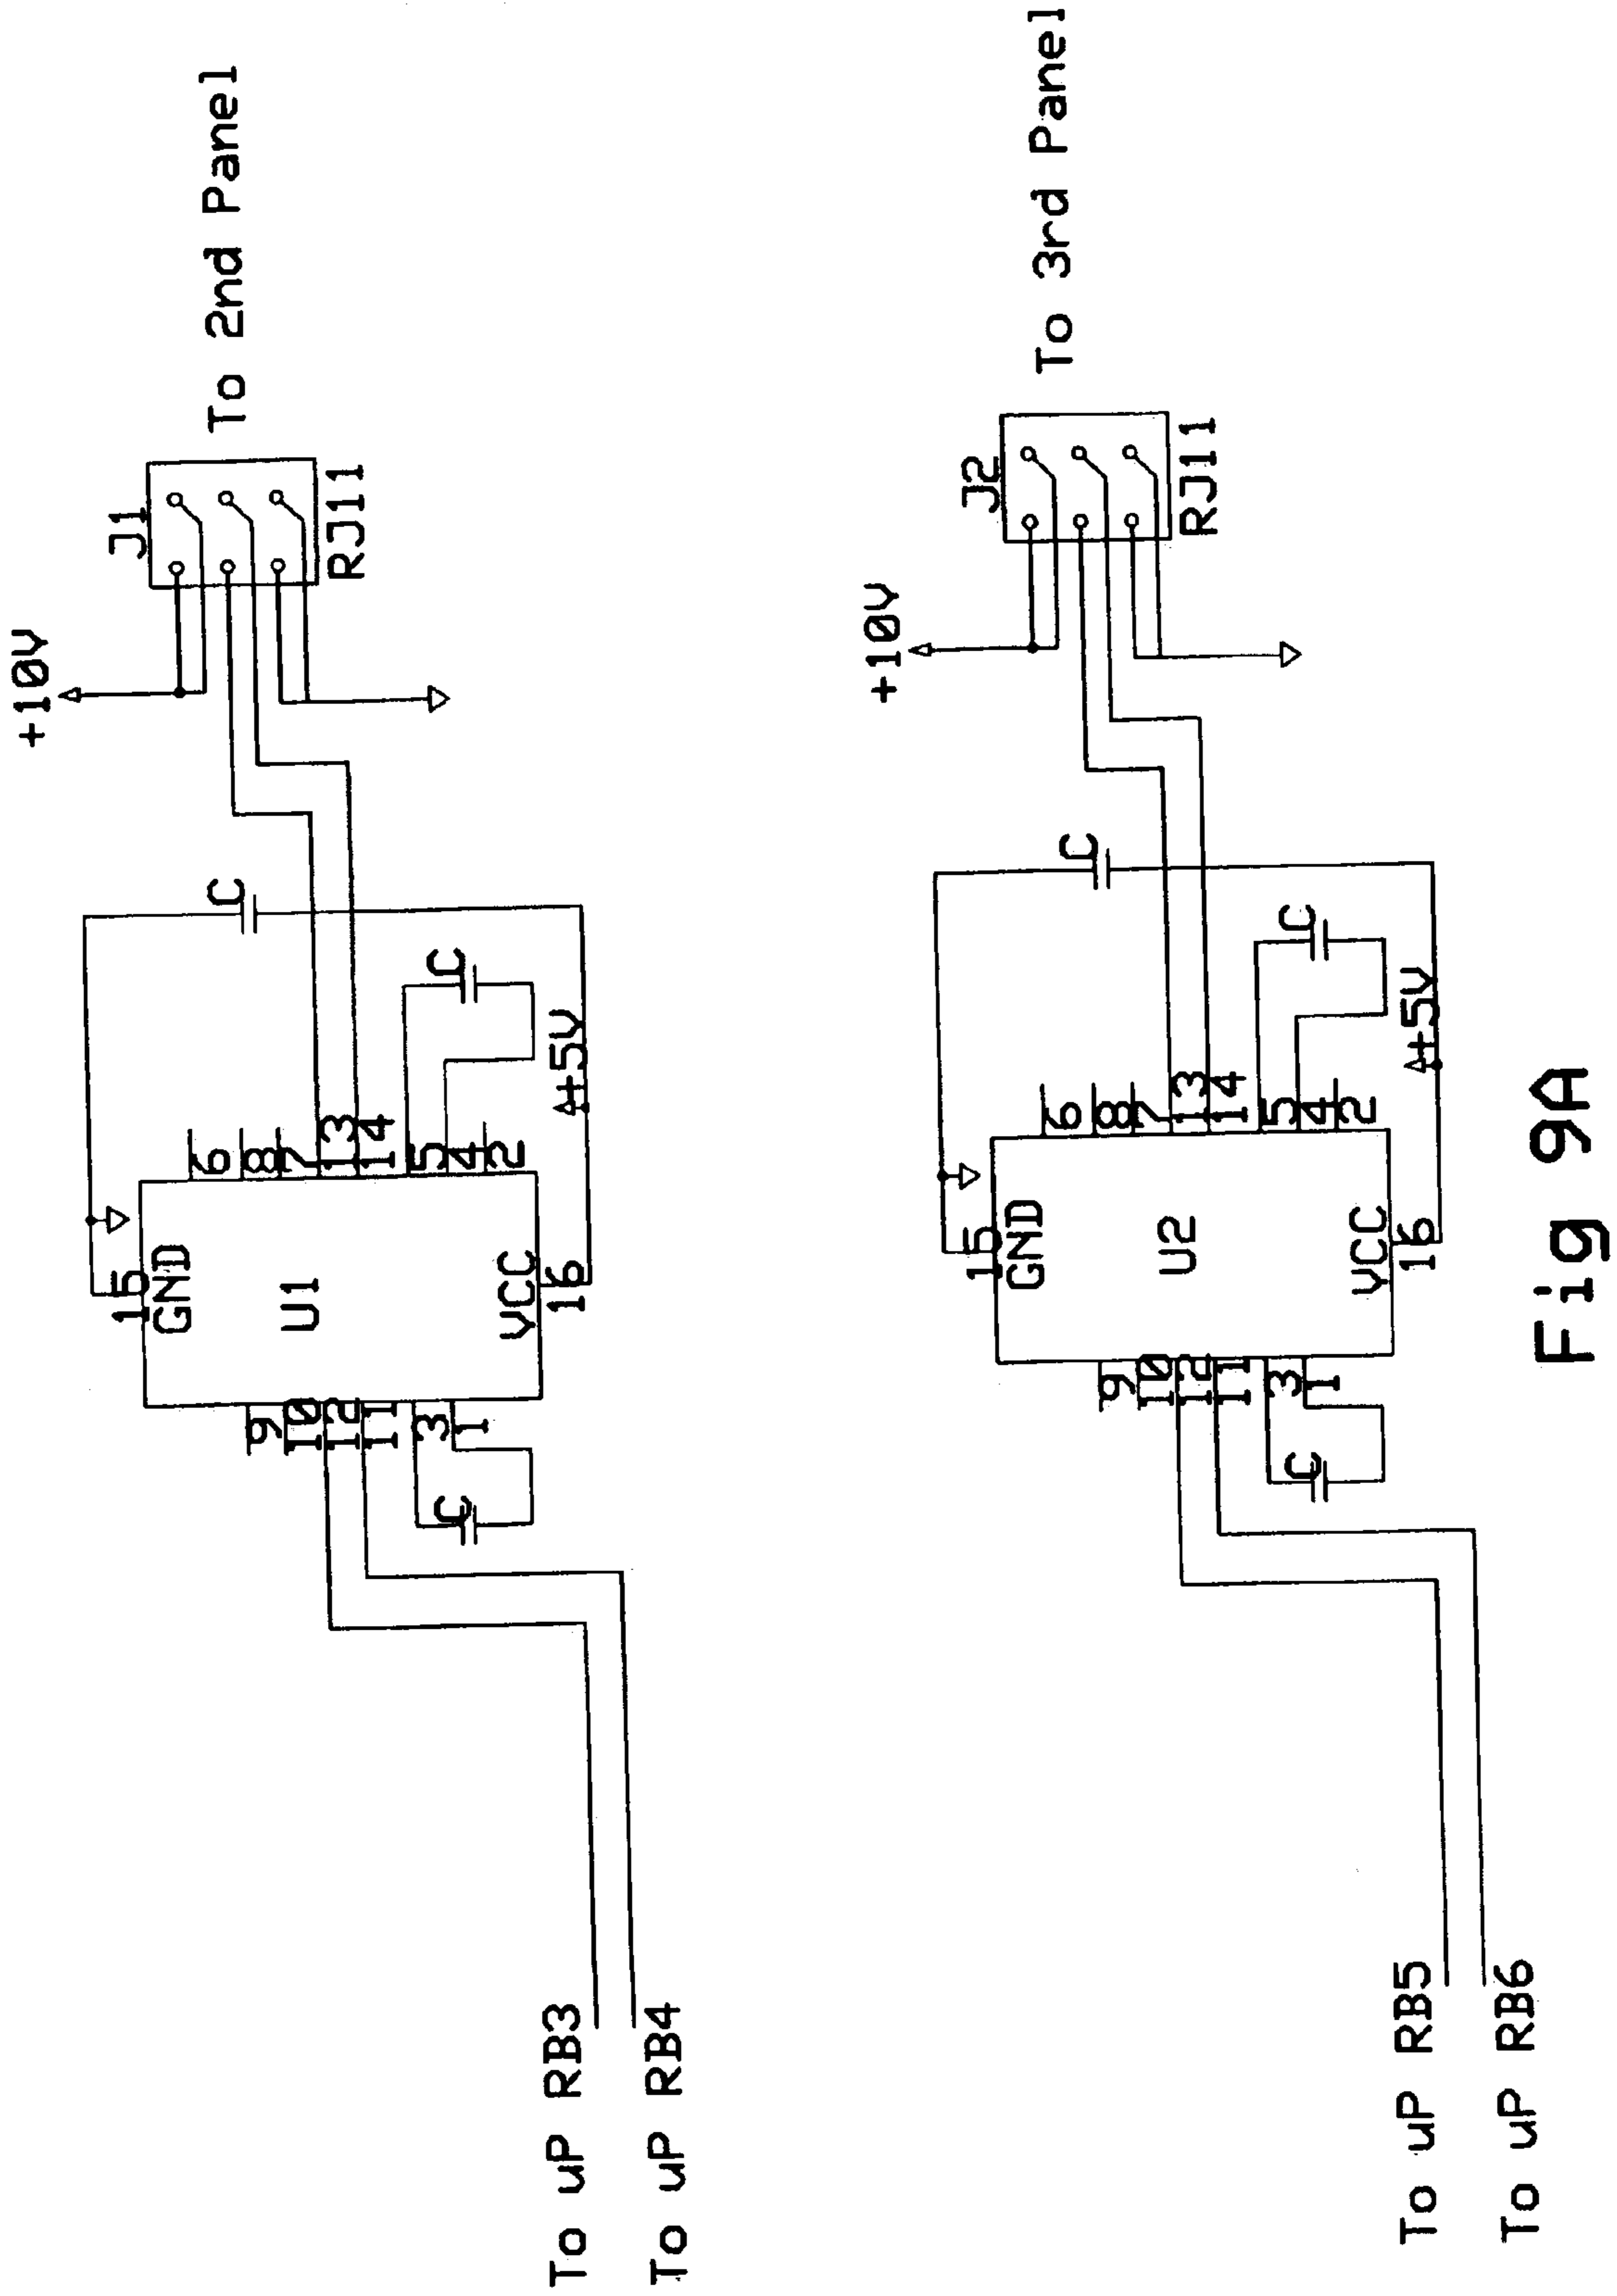 +10V
J1
To 2nd Panel
RJ11
C
15
GND
U1
VCC
16
9
10
12
11
3
1
6
8
7
13
14
5
4
2
C
C
+5V
To uP RB3
To uP RB4
+10V
J2
To 3rd Panel
RJ11
C
15
GND
U2
VCC
16
9
10
12
11
3
1
6
8
7
13
14
5
4
2
C
C
+5V
To uP RB5
To uP RB6
Fig 9A